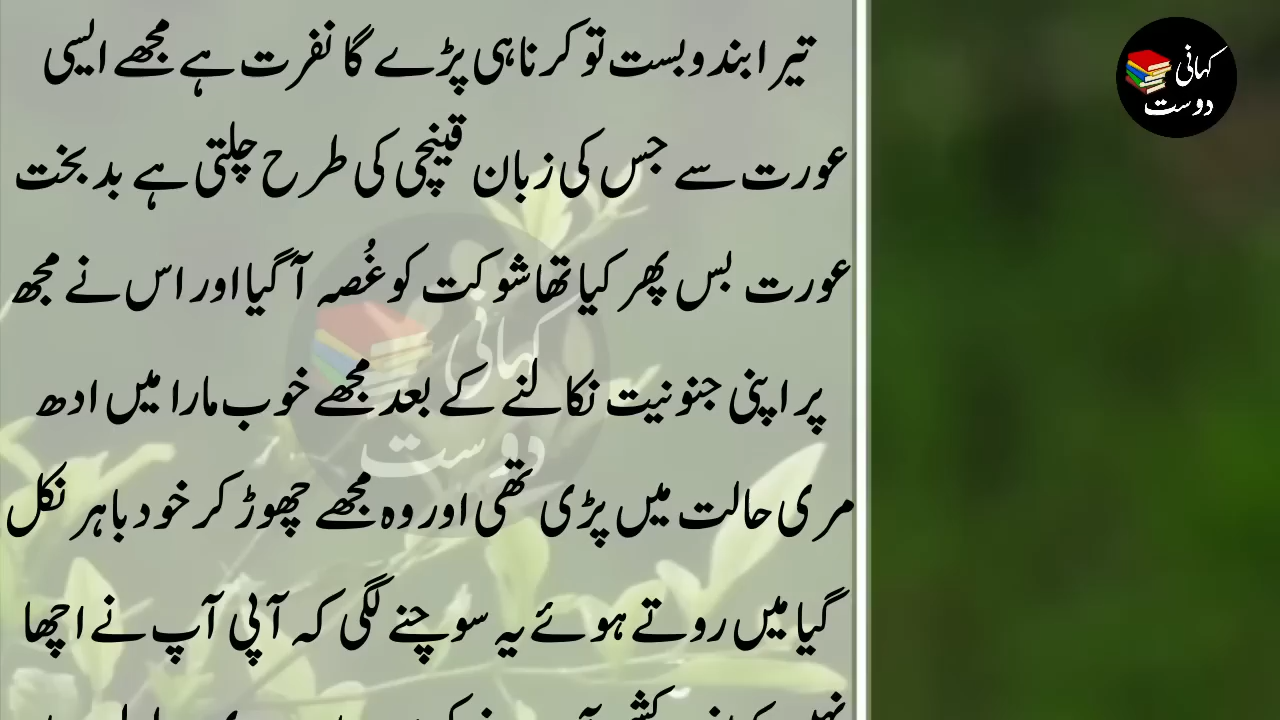 تیرا بندوبست تو کرنا ہی پڑے گا نفرت ہے مجھے ایسی
عورت سے جس کی زبان قینچی کی طرح چلتی ہے بدبخت
عورت بس پھر کیا تھا شوکت کو غُصہ آگیا اور اس نے مجھ
پر اپنی جنونیت نکالنے کے بعد مجھے خوب مارا میں ادھ
مری حالت میں پڑی تھی اور وہ مجھے چھوڑ کر خود باہر نکل
گیا میں روتے ہوئے یہ سوچنے لگی کہ آپی آپ نے اچھا
کہانی
دوست
کہانی
دوست